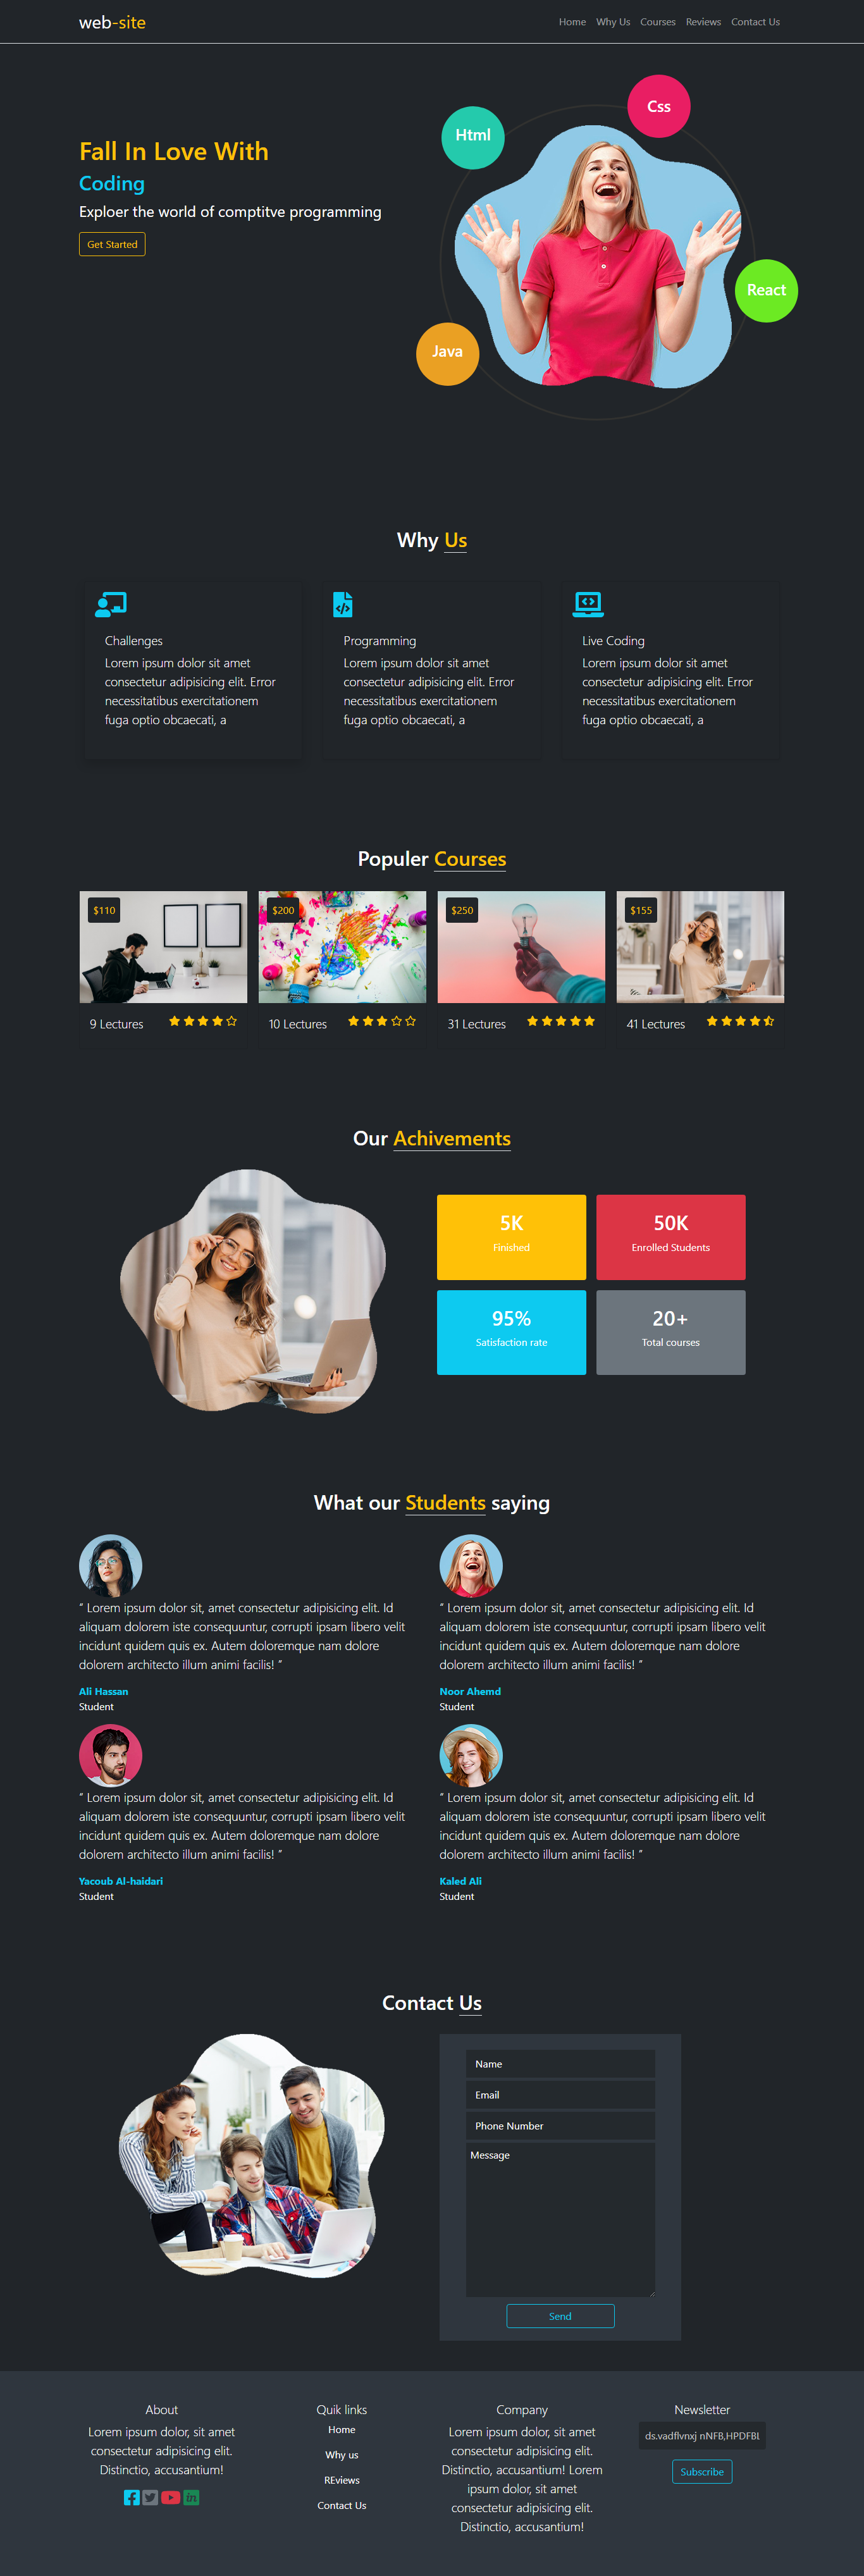 web-site
Home Why Us Courses Reviews Contact Us
Css
Html
Fall In Love With
Coding
Exploer the world of comptitve programming
Get Started
React
Java
Why Us
Challenges
Lorem ipsum dolor sit amet
consectetur adipisicing elit. Error
necessitatibus exercitationem
fuga optio obcaecati, a
Programming
Lorem ipsum dolor sit amet
consectetur adipisicing elit. Error
necessitatibus exercitationem
fuga optio obcaecati, a
Live Coding
Lorem ipsum dolor sit amet
consectetur adipisicing elit. Error
necessitatibus exercitationem
fuga optio obcaecati, a
Populer Courses
$110
$200
$250
$155
9 Lectures
10 Lectures
31 Lectures
41 Lectures
Our Achivements
5K
Finished
50K
Enrolled Students
95%
Satisfaction rate
20+
Total courses
What our Students saying
" Lorem ipsum dolor sit, amet consectetur adipisicing elit. Id
aliquam dolorem iste consequuntur, corrupti ipsam libero velit
incidunt quidem quis ex. Autem doloremque nam dolore
dolorem architecto illum animi facilis! "
Ali Hassan
Student
" Lorem ipsum dolor sit, amet consectetur adipisicing elit. Id
aliquam dolorem iste consequuntur, corrupti ipsam libero velit
incidunt quidem quis ex. Autem doloremque nam dolore
dolorem architecto illum animi facilis! "
Noor Ahemd
Student
" Lorem ipsum dolor sit, amet consectetur adipisicing elit. Id
aliquam dolorem iste consequuntur, corrupti ipsam libero velit
incidunt quidem quis ex. Autem doloremque nam dolore
dolorem architecto illum animi facilis! "
Yacoub Al-haidari
Student
" Lorem ipsum dolor sit, amet consectetur adipisicing elit. Id
aliquam dolorem iste consequuntur, corrupti ipsam libero velit
incidunt quidem quis ex. Autem doloremque nam dolore
dolorem architecto illum animi facilis! "
Kaled Ali
Student
Contact Us
Name
Email
Phone Number
Message
Send
About
Lorem ipsum dolor, sit amet
consectetur adipisicing elit.
Distinctio, accusantium!
Quik links
Home
Why us
REviews
Contact Us
Company
Lorem ipsum dolor, sit amet
consectetur adipisicing elit.
Distinctio, accusantium! Lorem
ipsum dolor, sit amet
consectetur adipisicing elit.
Distinctio, accusantium!
Newsletter
ds.vadflvnxj nNFB,HPDFBL
Subscribe